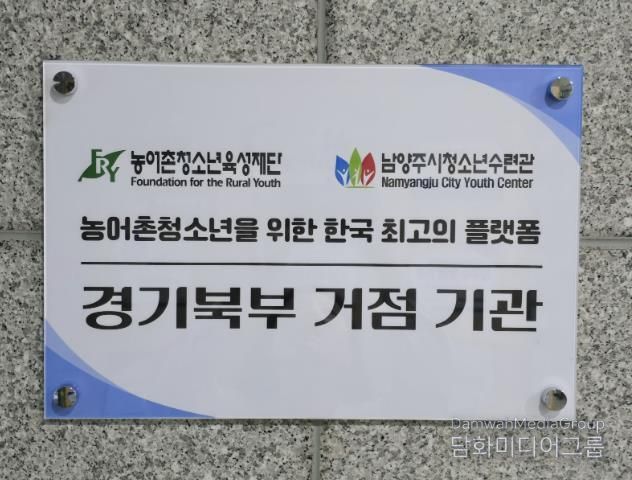 FRY 농어촌청소년육성재단
Foundation for the Rural Youth
남양주시청소년수련관
Namyangju City Youth Center
농어촌청소년을 위한 한국 최고의 플랫폼
경기북부 거점 기관
DamwahMediaGroup
담화미디어그룹